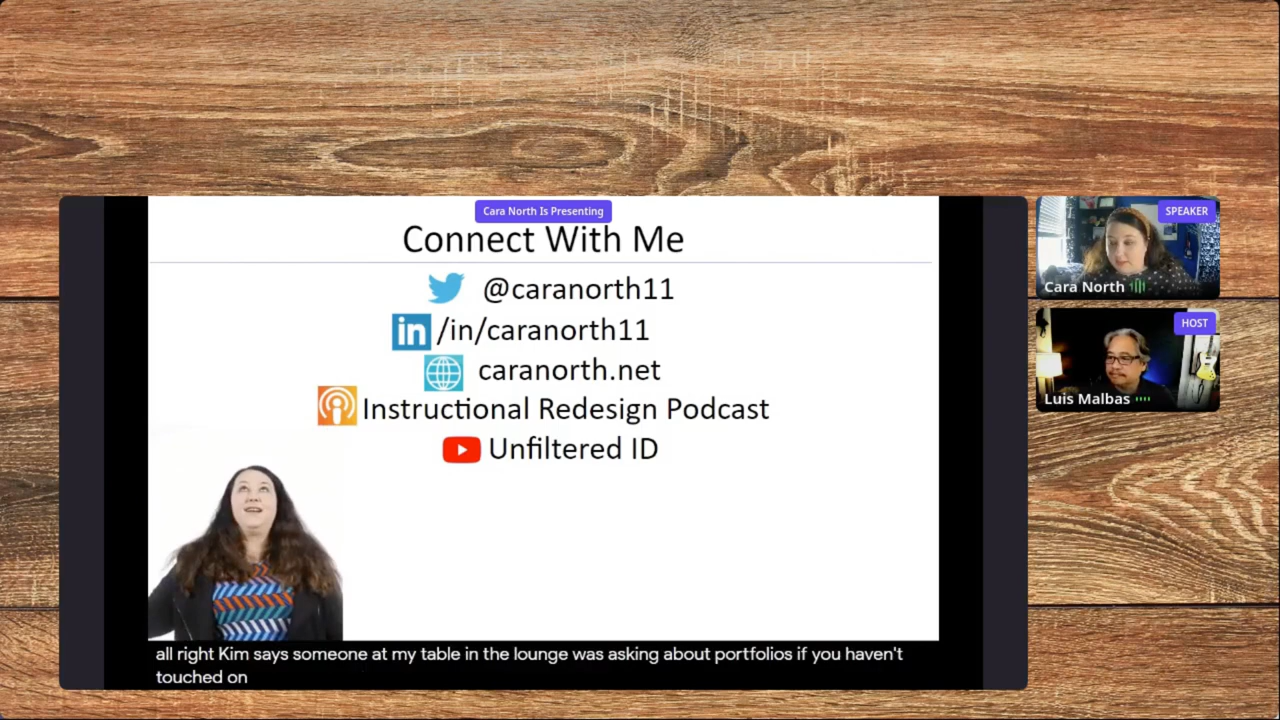 Cara North Is Presenting
Connect With Me
@caranorth11
in /in/caranorth11
caranorth.net
Instructional Redesign Podcast
Unfiltered ID
all right Kim says someone at my table in the lounge was asking about portfolios if you haven't
touched on
SPEAKER
Cara North
HOST
Luis Malbas